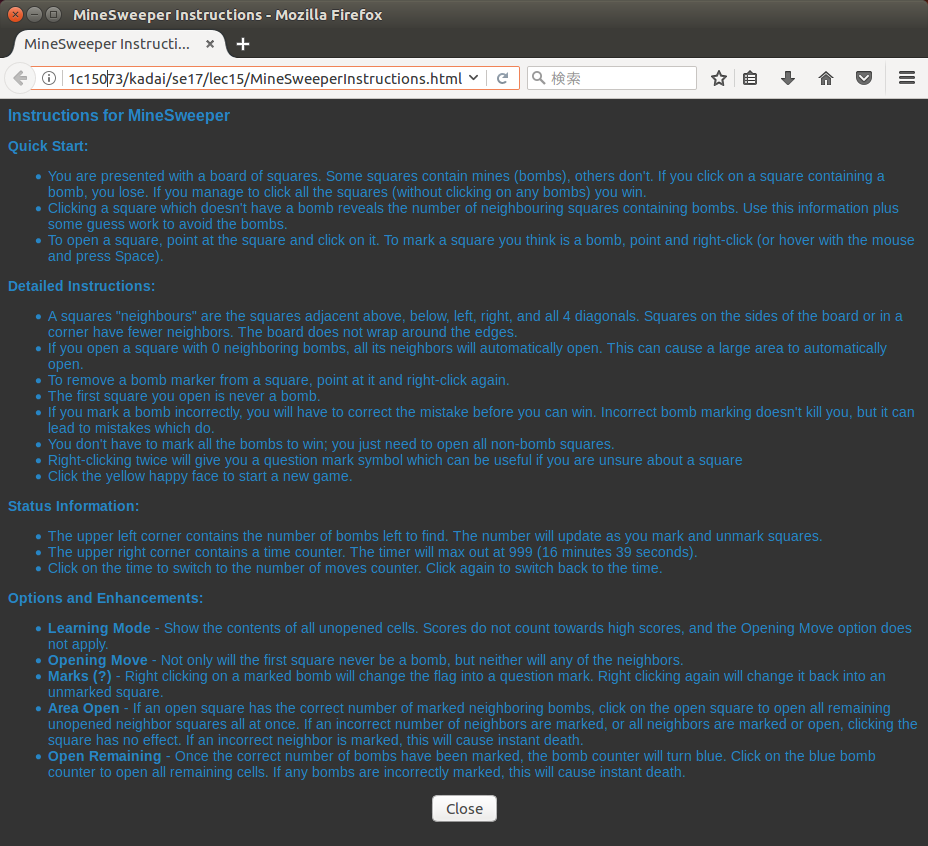 MineSweeper Instructions - Mozilla Firefox
MineSweeper Instructi...
1c15073/kadai/se17/lec15/MineSweeperInstructions.html
検索
Instructions for MineSweeper
Quick Start:
You are presented with a board of squares. Some squares contain mines (bombs), others don't. If you click on a square containing a
bomb, you lose. If you manage to click all the squares (without clicking on any bombs) you win.
Clicking a square which doesn't have a bomb reveals the number of neighbouring squares containing bombs. Use this information plus
some guess work to avoid the bombs.
To open a square, point at the square and click on it. To mark a square you think is a bomb, point and right-click (or hover with the mouse
and press Space).
Detailed Instructions:
A squares "neighbours" are the squares adjacent above, below, left, right, and all 4 diagonals. Squares on the sides of the board or in a
corner have fewer neighbors. The board does not wrap around the edges.
If you open a square with 0 neighboring bombs, all its neighbors will automatically open. This can cause a large area to automatically
open.
To remove a bomb marker from a square, point at it and right-click again.
The first square you open is never a bomb.
If you mark a bomb incorrectly, you will have to correct the mistake before you can win. Incorrect bomb marking doesn't kill you, but it can
lead to mistakes which do.
You don't have to mark all the bombs to win; you just need to open all non-bomb squares.
Right-clicking twice will give you a question mark symbol which can be useful if you are unsure about a square
Click the yellow happy face to start a new game.
Status Information:
The upper left corner contains the number of bombs left to find. The number will update as you mark and unmark squares.
The upper right corner contains a time counter. The timer will max out at 999 (16 minutes 39 seconds).
Click on the time to switch to the number of moves counter. Click again to switch back to the time.
Options and Enhancements:
Learning Mode - Show the contents of all unopened cells. Scores do not count towards high scores, and the Opening Move option does
not apply.
Opening Move - Not only will the first square never be a bomb, but neither will any of the neighbors.
Marks (?) - Right clicking on a marked bomb will change the flag into a question mark. Right clicking again will change it back into an
unmarked square.
Area Open - If an open square has the correct number of marked neighboring bombs, click on the open square to open all remaining
unopened neighbor squares all at once. If an incorrect number of neighbors are marked, or all neighbors are marked or open, clicking the
square has no effect. If an incorrect neighbor is marked, this will cause instant death.
Open Remaining - Once the correct number of bombs have been marked, the bomb counter will turn blue. Click on the blue bomb
counter to open all remaining cells. If any bombs are incorrectly marked, this will cause instant death.
Close